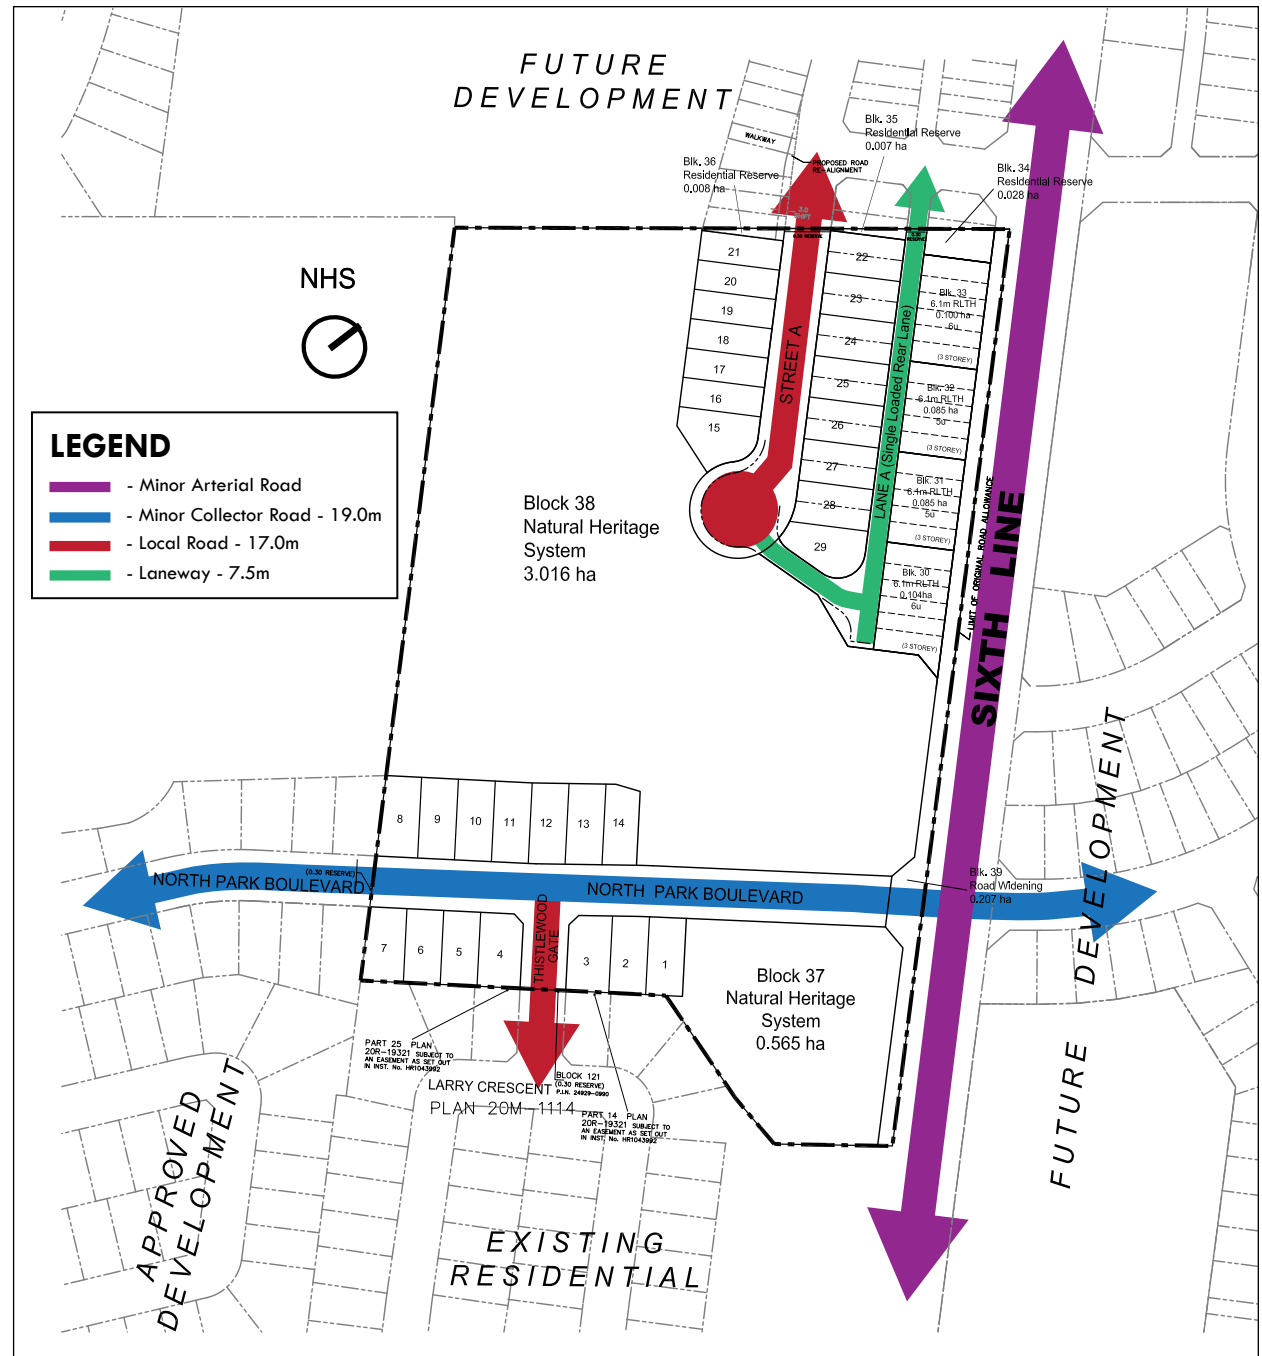 FUTURE
DEVELOPMENT
WALKWAY
PROPOSED ROAD
RE-ALIGNMENT
Blk. 35
Residential Reserve
0.007 ha
Blk. 36
Residential Reserve
0.008 ha
Blk. 34
Residential Reserve
0.028 ha
3.0
SHIFT
0.30 RESERVE
0.30
RESERVE
NHS
LEGEND
- Minor Arterial Road
- Minor Collector Road - 19.0m
- Local Road - 17.0m
- Laneway - 7.5m
21
20
19
18
17
16
15
STREET A
22
23
24
25
26
27
28
29
LANE A (Single Loaded Rear Lane)
Blk. 33
6.1m RLTH
0.100 ha
6u
(3 STOREY)
Blk. 32
6.1m RLTH
0.085 ha
5u
(3 STOREY)
Blk. 31
6.1m RLTH
0.085 ha
5u
(3 STOREY)
Blk. 30
6.1m RLTH
0.104ha
6u
(3 STOREY)
LIMIT OF ORIGINAL ROAD ALLOWANCE
SIXTH LINE
Block 38
Natural Heritage
System
3.016 ha
8
9
10
11
12
13
14
(0.30 RESERVE)
NORTH PARK BOULEVARD
NORTH PARK BOULEVARD
Blk. 39
Road Widening
0.207 ha
FUTURE DEVELOPMENT
7
6
5
4
THISTLEWOOD
GATE
3
2
1
Block 37
Natural Heritage
System
0.565 ha
PART 25 PLAN
20R-19321 SUBJECT TO
AN EASEMENT AS SET OUT
IN INST. No. HR1043992
BLOCK 121
(0.30 RESERVE)
P.I.N. 24929-0990
LARRY CRESCENT
PLAN 20M-1114
PART 14 PLAN
20R-19321 SUBJECT TO
AN EASEMENT AS SET OUT
IN INST. No. HR1043992
APPROVED
DEVELOPMENT
EXISTING
RESIDENTIAL